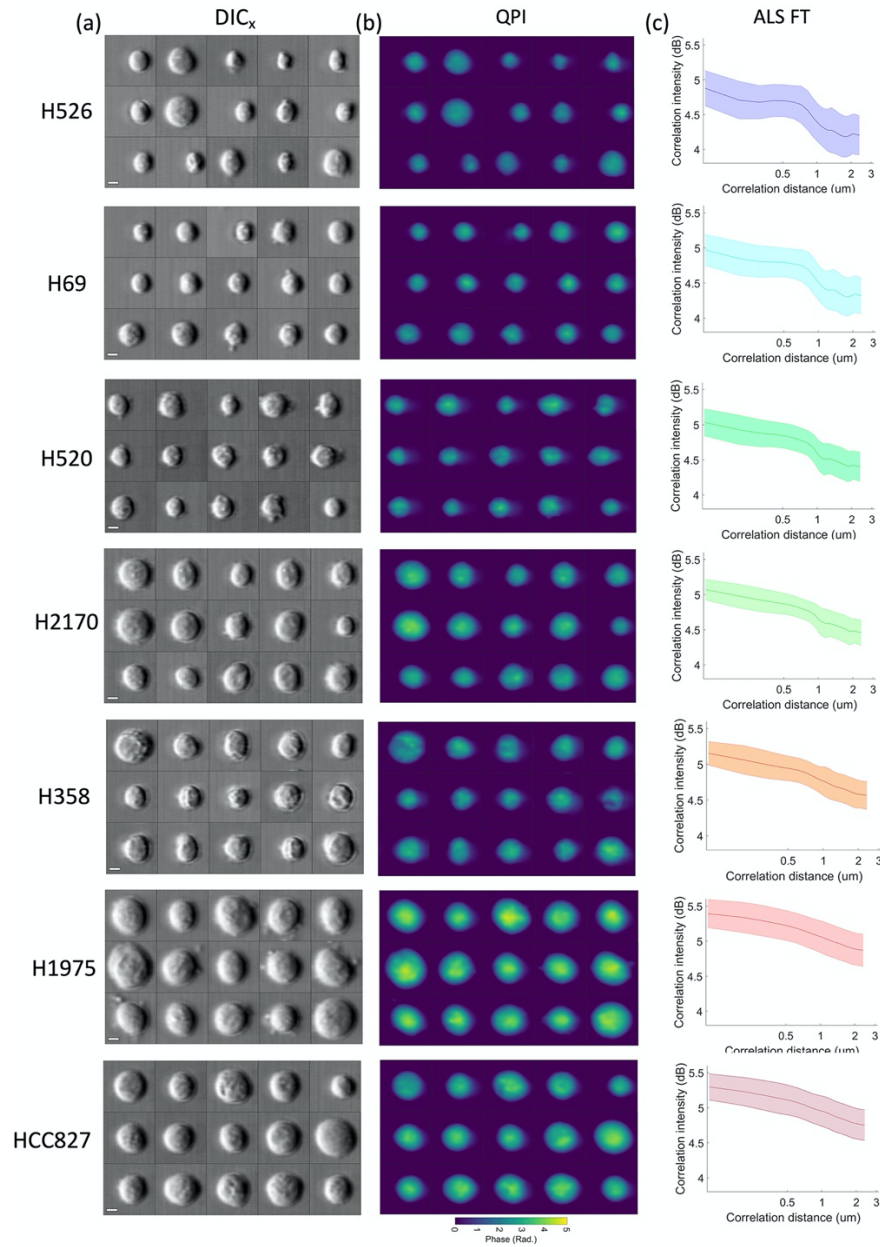 (a) DICx (b) QPI (c) ALS FT
H526
5.5
5
4.5
4
Correlation intensity (dB)
0.5 1 2 3
Correlation distance (um)
H69
5.5
5
4.5
4
Correlation intensity (dB)
0.5 1 2 3
Correlation distance (um)
H520
5.5
5
4.5
4
Correlation intensity (dB)
0.5 1 2 3
Correlation distance (um)
H2170
5.5
5
4.5
4
Correlation intensity (dB)
0.5 1 2 3
Correlation distance (um)
H358
5.5
5
4.5
4
Correlation intensity (dB)
0.5 1 2 3
Correlation distance (um)
H1975
5.5
5
4.5
4
Correlation intensity (dB)
0.5 1 2 3
Correlation distance (um)
HCC827
5.5
5
4.5
4
Correlation intensity (dB)
0.5 1 2 3
Correlation distance (um)
0 1 2 3 4 5
Phase (Rad.)